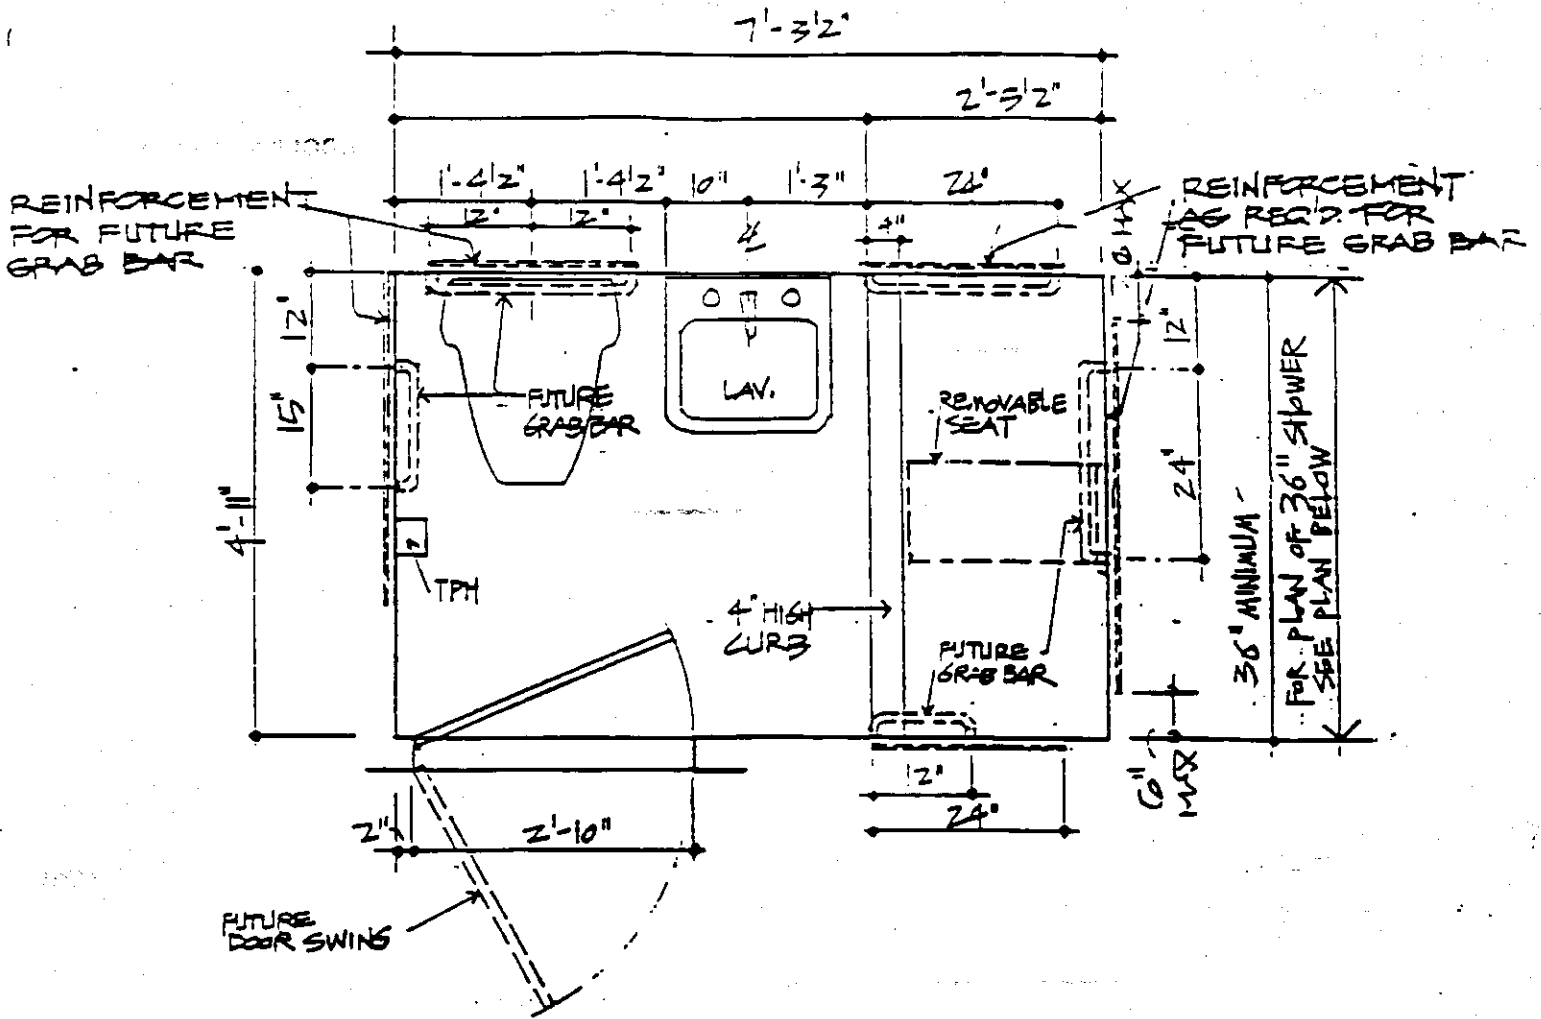 7'-3½"
2'-5½"
1'-4½" 1'-4½" 10" 1'-3" 24"
12" 12" 4"
REINFORCEMENT
FOR FUTURE
GRAB BAR
REINFORCEMENT
AS REQ'D. FOR
FUTURE GRAB BAR
12"
15"
4'-11"
FUTURE
GRAB BAR
LAV.
REMOVABLE
SEAT
12"
24"
36" MINIMUM -
FOR PLAN OF 36" SHOWER
SEE PLAN BELOW
TPH
4" HIGH
CURB
FUTURE
GRAB BAR
6"
MAX
12"
24"
2" 2'-10"
FUTURE
DOOR SWING